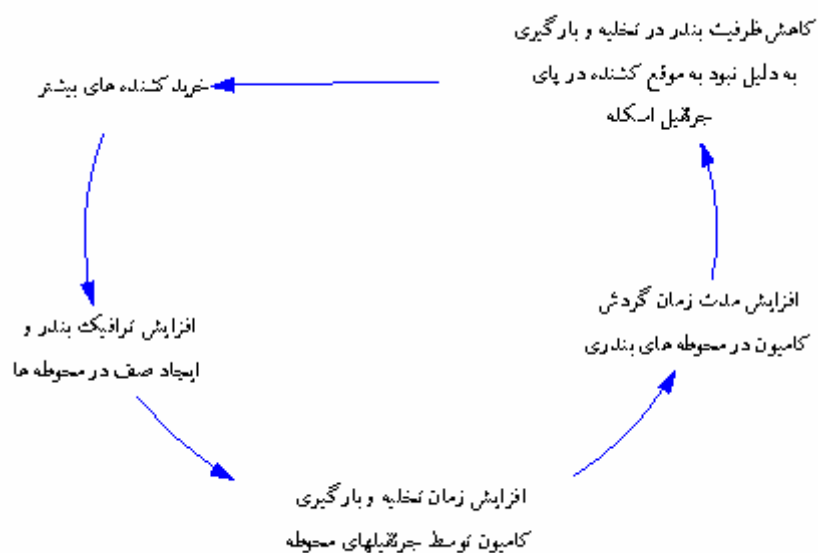 کاهش ظرفیت بندر در تخلیه و بارگیری
به دلیل نبود به موقع کشنده در پای
جرثقیل اسکله
خرید کشنده های بیشتر
افزایش ترافیک بندر و
ایجاد صف در محوطه ها
افزایش زمان تخلیه و بارگیری
کامیون توسط جرثقیلهای محوطه
افزایش مدت زمان گردش
کامیون در محوطه های بندری